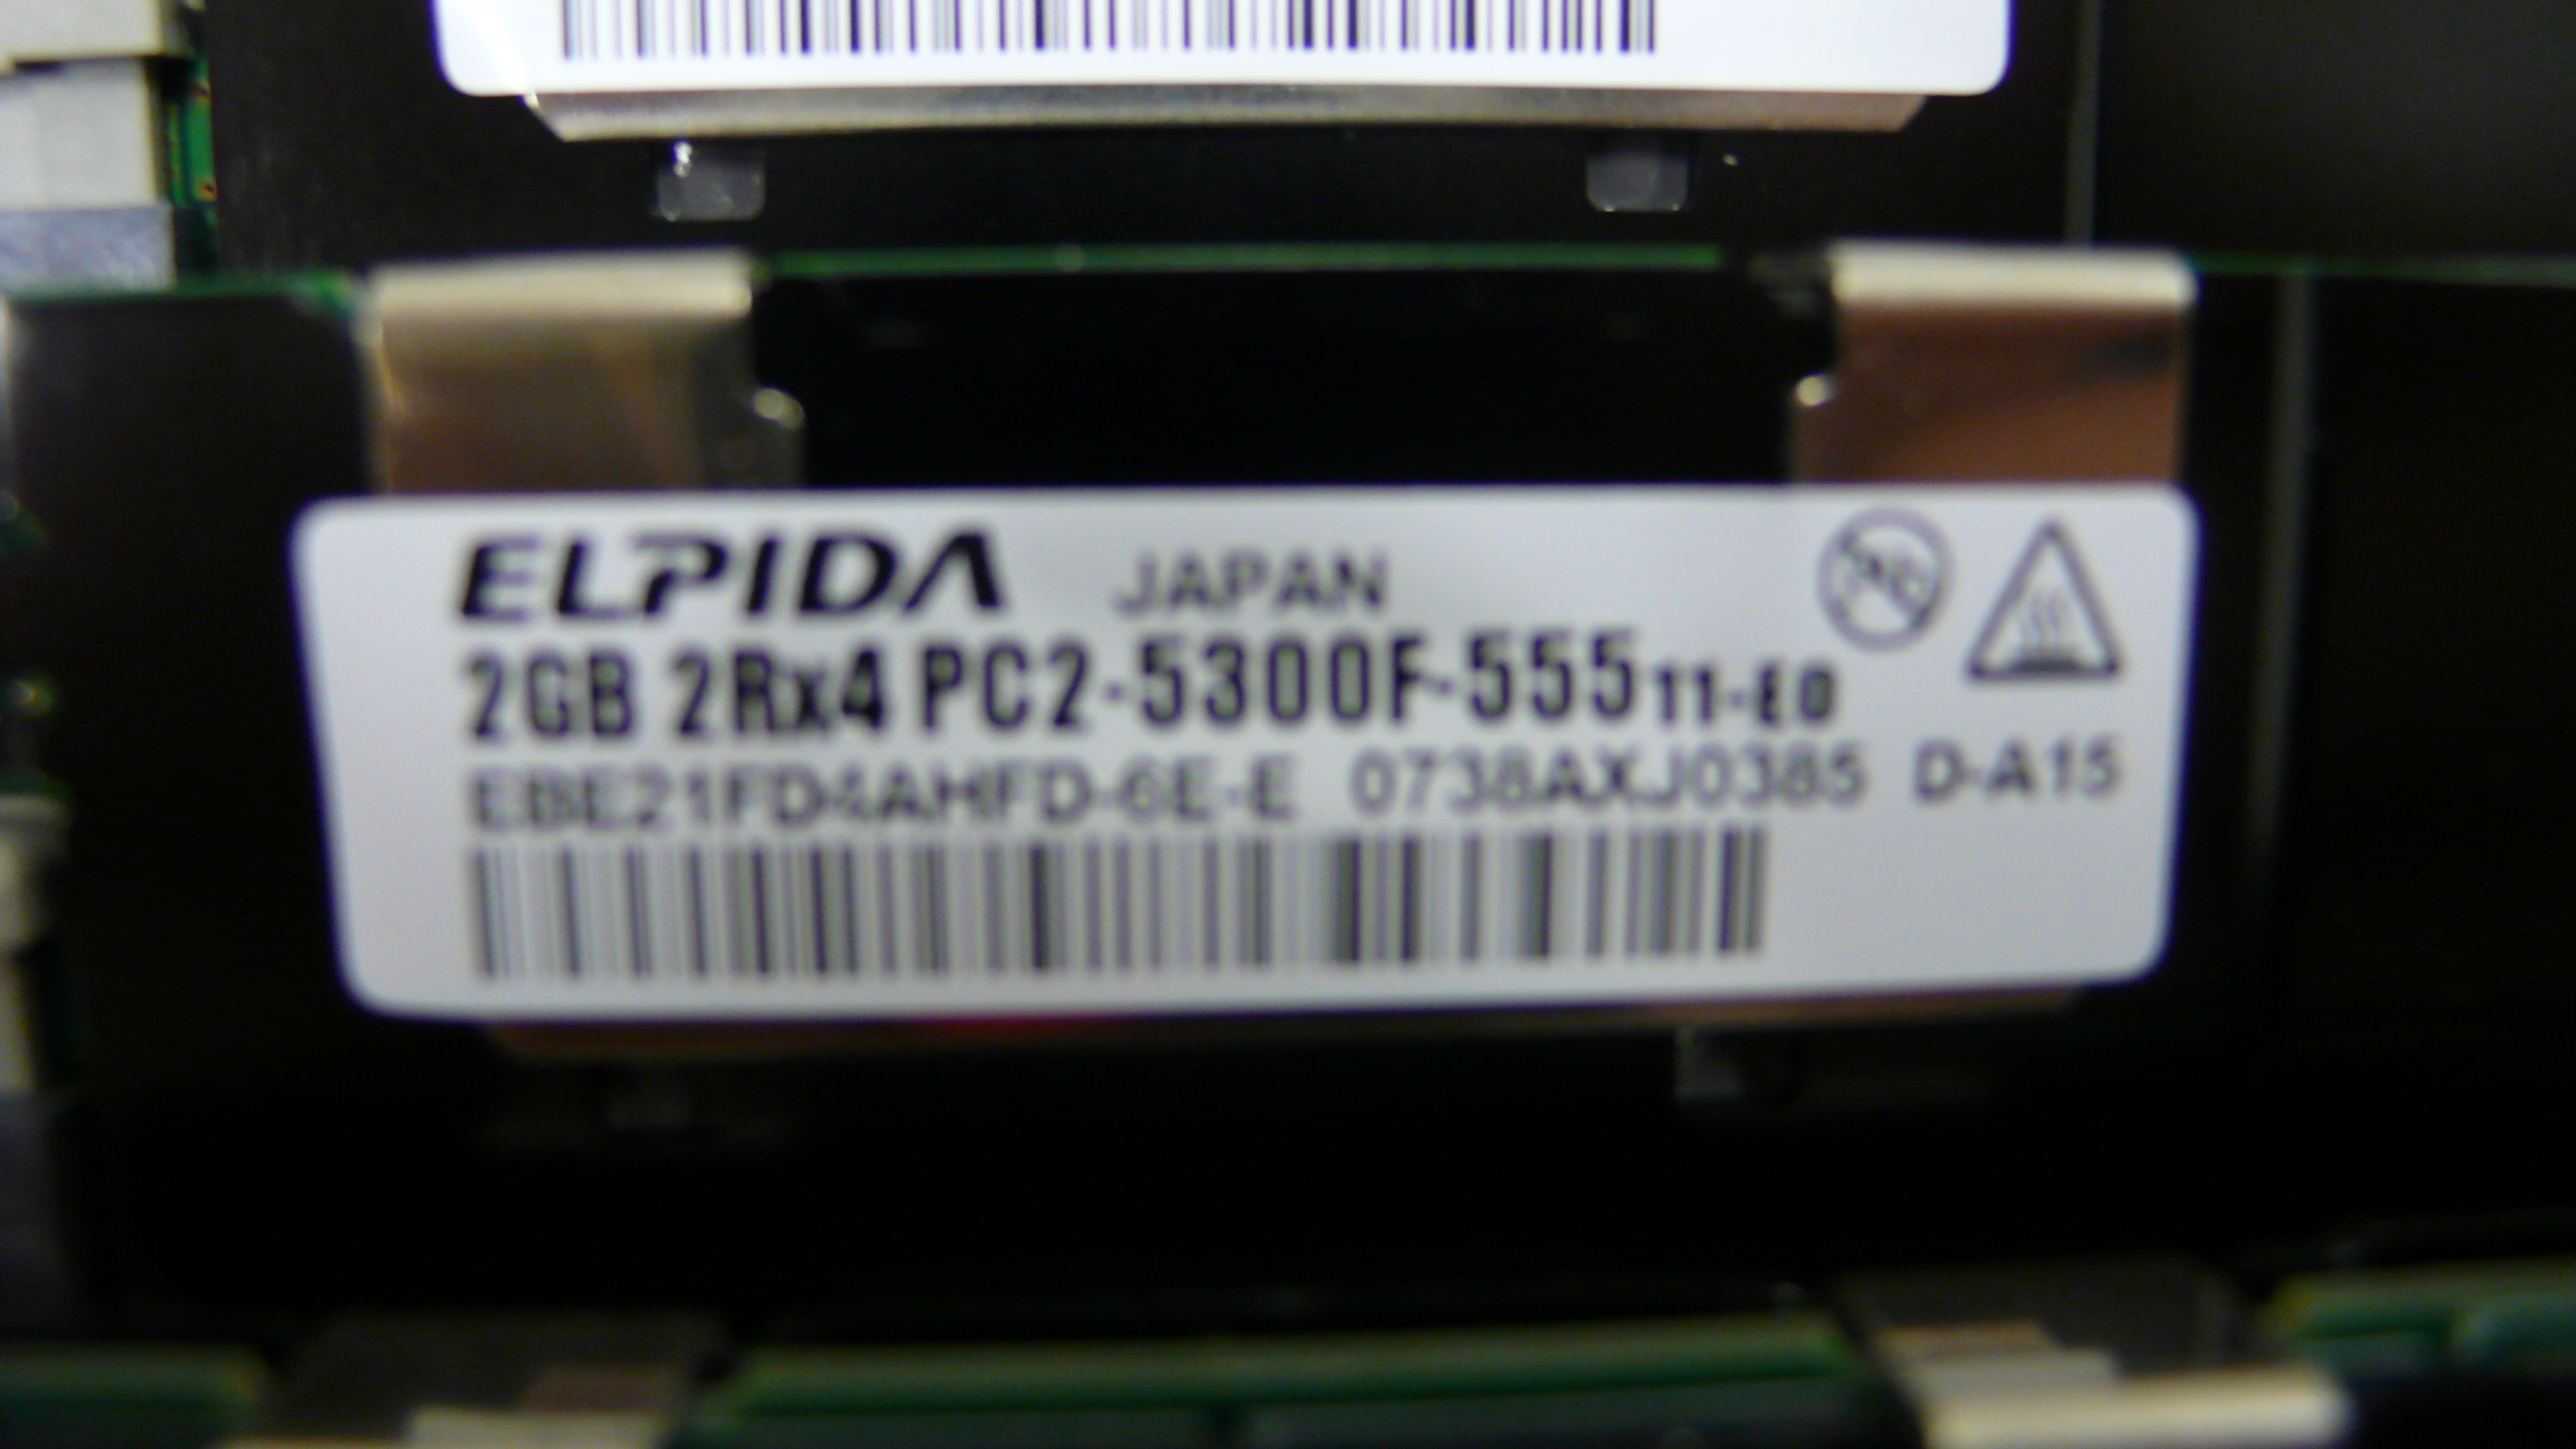 ELPIDA JAPAN
2GB 2Rx4 PC2-5300F-555 11-E0
EBE21FD4AHFD-6E-E 0738AXJ0385 D-A15